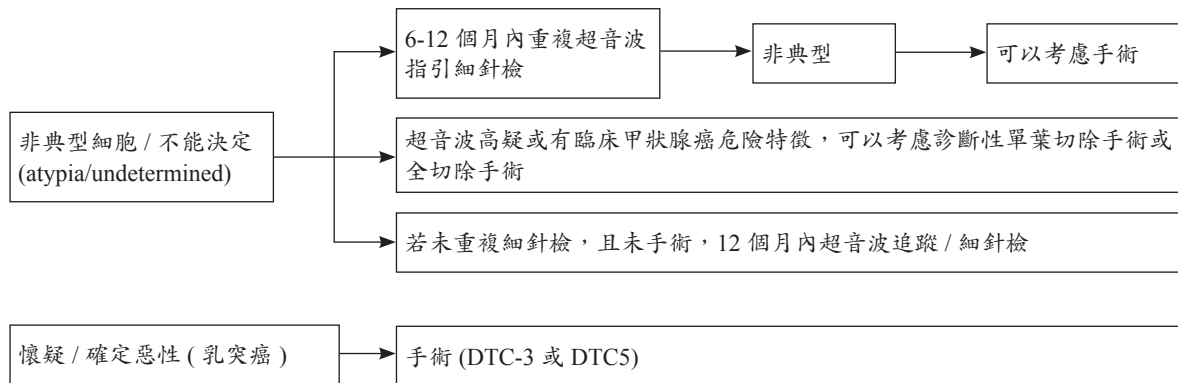 6-12 個月內重複超音波
指引細針檢
非典型
可以考慮手術
非典型細胞 / 不能決定
(atypia/undetermined)
超音波高疑或有臨床甲狀腺癌危險特徵，可以考慮診斷性單葉切除手術或
全切除手術
若未重複細針檢，且未手術，12 個月內超音波追蹤 / 細針檢
懷疑 / 確定惡性 ( 乳突癌 )
手術 (DTC-3 或 DTC5)